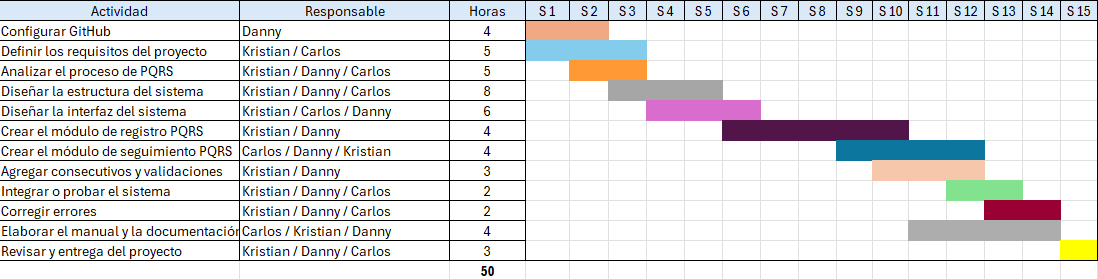 Actividad Responsable Horas S 1 S 2 S 3 S 4 S 5 S 6 S 7 S 8 S 9 S 10 S 11 S 12 S 13 S 14 S 15
Configurar GitHub Danny 4
Definir los requisitos del proyecto Kristian / Carlos 5
Analizar el proceso de PQRS Kristian / Danny / Carlos 5
Diseñar la estructura del sistema Kristian / Danny / Carlos 8
Diseñar la interfaz del sistema Kristian / Carlos / Danny 6
Crear el módulo de registro PQRS Kristian / Danny 4
Crear el módulo de seguimiento PQRS Carlos / Danny / Kristian 4
Agregar consecutivos y validaciones Kristian / Danny 3
Integrar o probar el sistema Kristian / Danny / Carlos 2
Corregir errores Kristian / Danny / Carlos 2
Elaborar el manual y la documentación Carlos / Kristian / Danny 4
Revisar y entrega del proyecto Kristian / Danny / Carlos 3
50